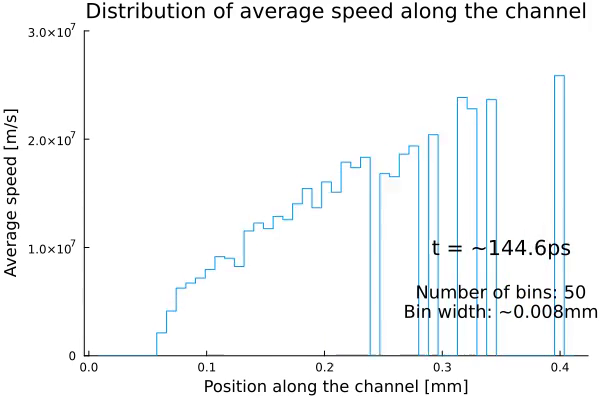 Distribution of average speed along the channel
3.0×10⁷
2.0×10⁷
1.0×10⁷
0
Average speed [m/s]
t = ~144.6ps
Number of bins: 50
Bin width: ~0.008mm
0.0 0.1 0.2 0.3 0.4
Position along the channel [mm]